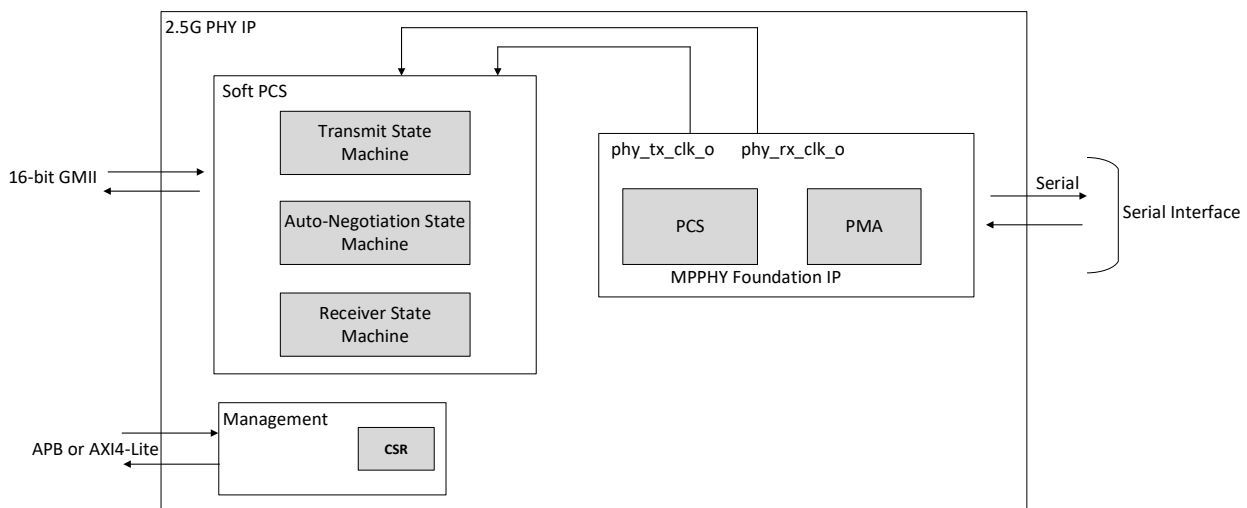 2.5G PHY IP
Soft PCS
Transmit State
Machine
phy_tx_clk_o
phy_rx_clk_o
16-bit GMII
Serial
Auto-Negotiation State
Machine
PCS
PMA
Serial Interface
MPPHY Foundation IP
Receiver State
Machine
Management
APB or AXI4-Lite
CSR